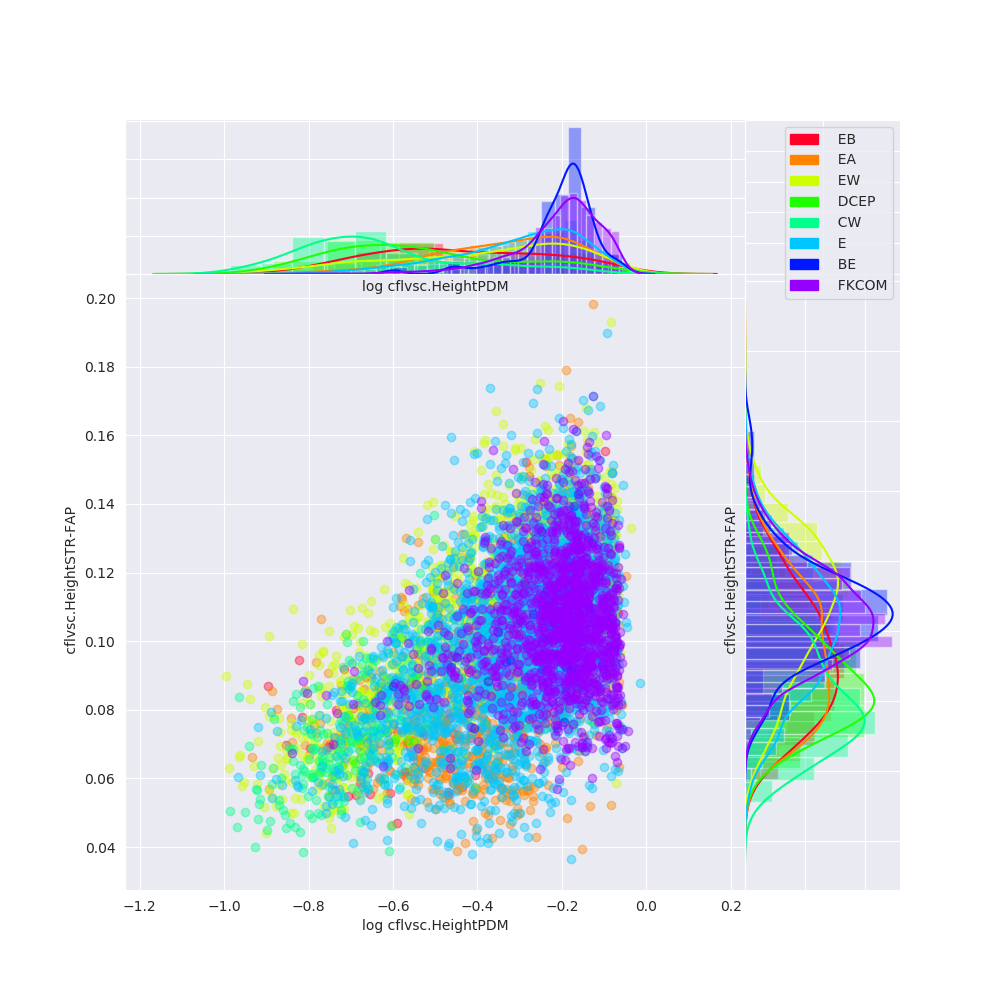 EB
EA
EW
DCEP
CW
E
BE
FKCOM
log cflvsc.HeightPDM
0.20
0.18
0.16
0.14
0.12
0.10
0.08
0.06
0.04
cflvsc.HeightSTR-FAP
cflvsc.HeightSTR-FAP
−1.2 −1.0 −0.8 −0.6 −0.4 −0.2 0.0 0.2
log cflvsc.HeightPDM